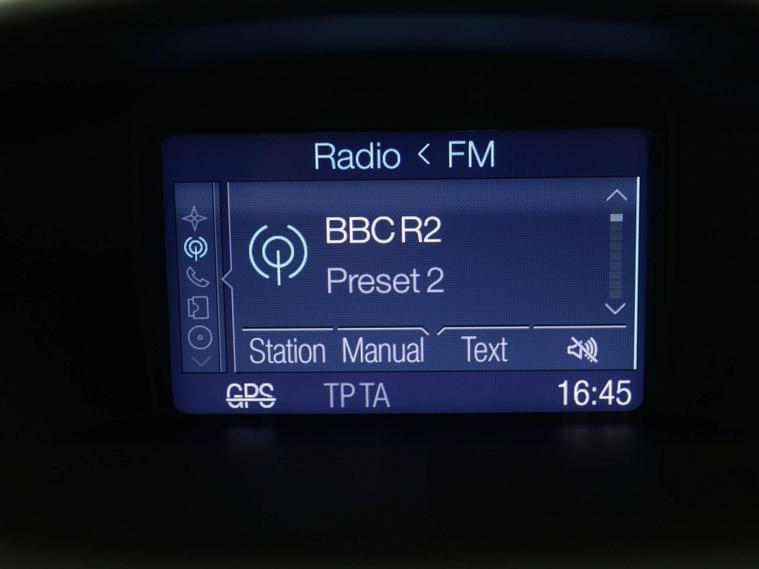 Radio < FM
BBC R2
Preset 2
Station Manual Text
GPS TP TA 16:45